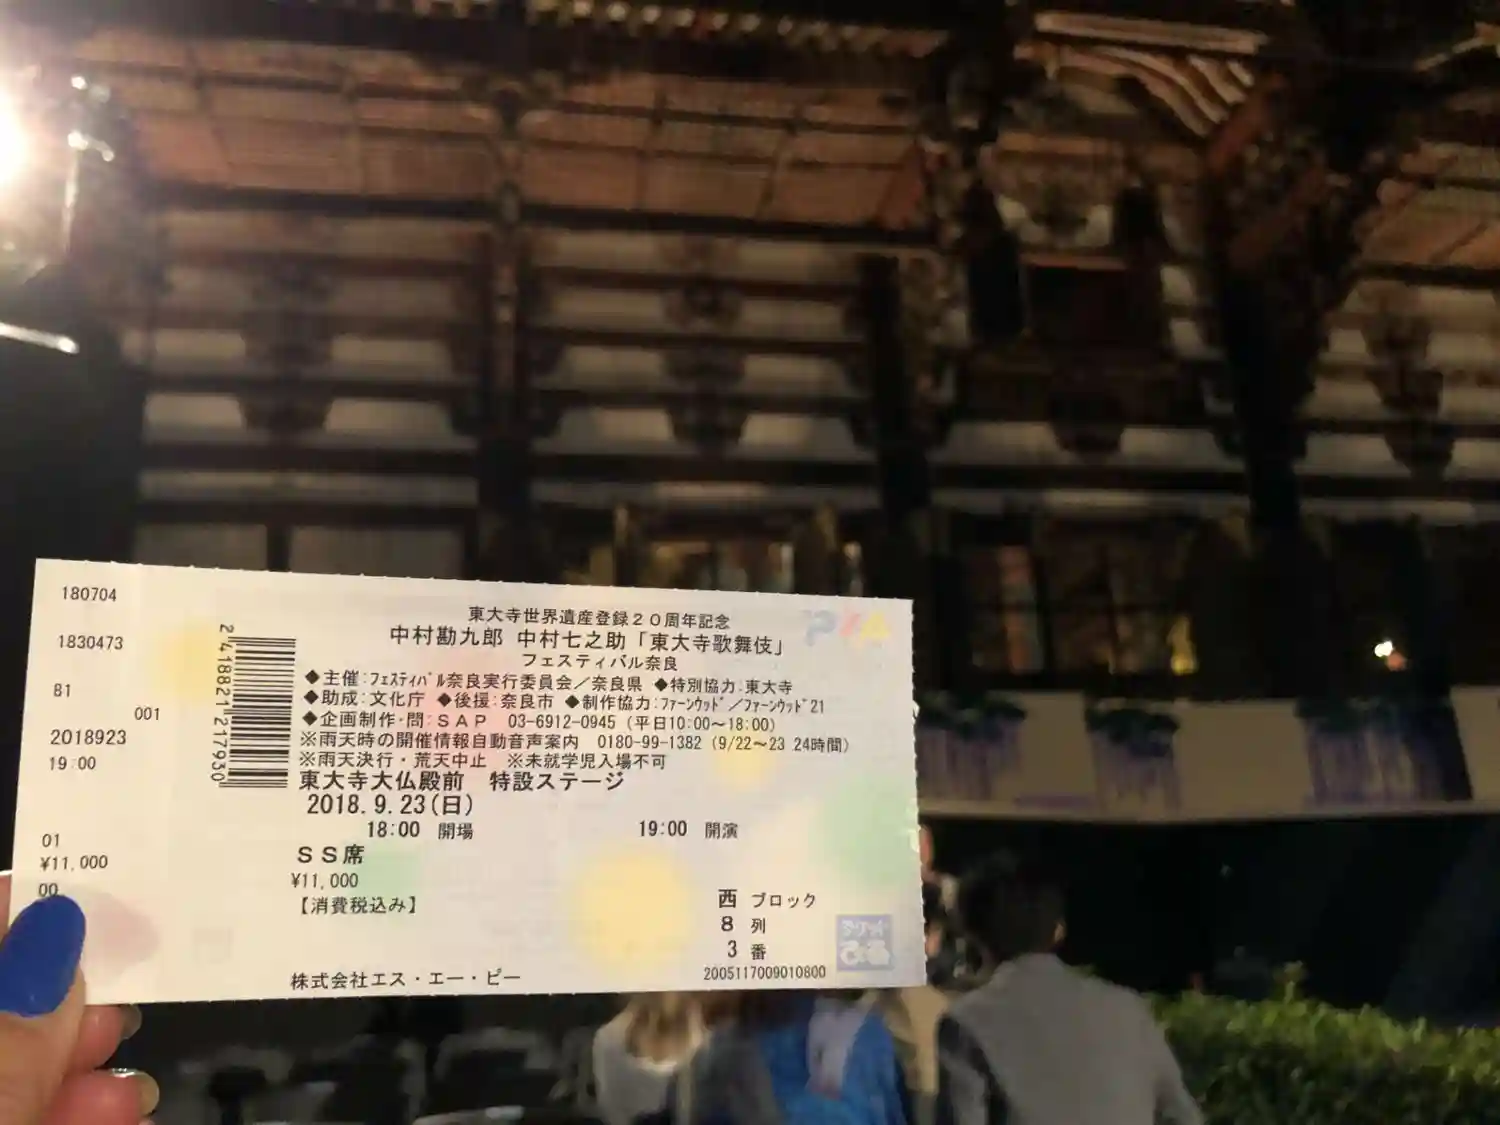 180704
1830473
81
001
2018923
19:00
01
¥11,000
00
2418821217930
東大寺世界遺産登録20周年記念
中村勘九郎 中村七之助「東大寺歌舞伎」
フェスティバル奈良
◆主催:フェスティバル奈良実行委員会/奈良県 ◆特別協力:東大寺
◆助成:文化庁 ◆後援:奈良市 ◆制作協力:ファーンウッド/ファーンウッド21
◆企画制作・問:SAP 03-6912-0945 (平日10:00~18:00)
※雨天時の開催情報自動音声案内 0180-99-1382 (9/22~23 24時間)
※雨天決行・荒天中止 ※未就学児入場不可
東大寺大仏殿前 特設ステージ
2018.9.23(日)
18:00 開場 19:00 開演
SS席
¥11,000
【消費税込み】
西 ブロック
8 列
3 番
2005117009010800
株式会社エス・エー・ピー
PIA
チケット
ぴあ